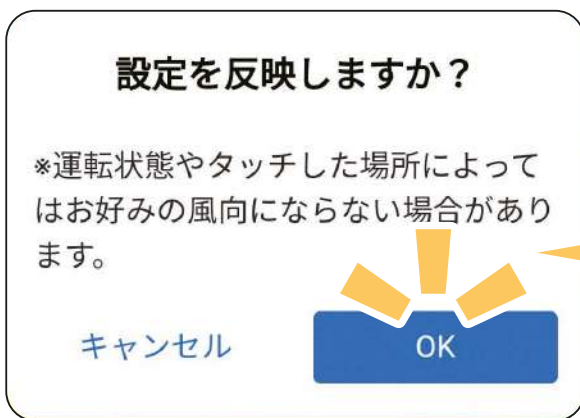 設定を反映しますか？
※運転状態やタッチした場所によって
はお好みの風向にならない場合があり
ます。
キャンセル
OK